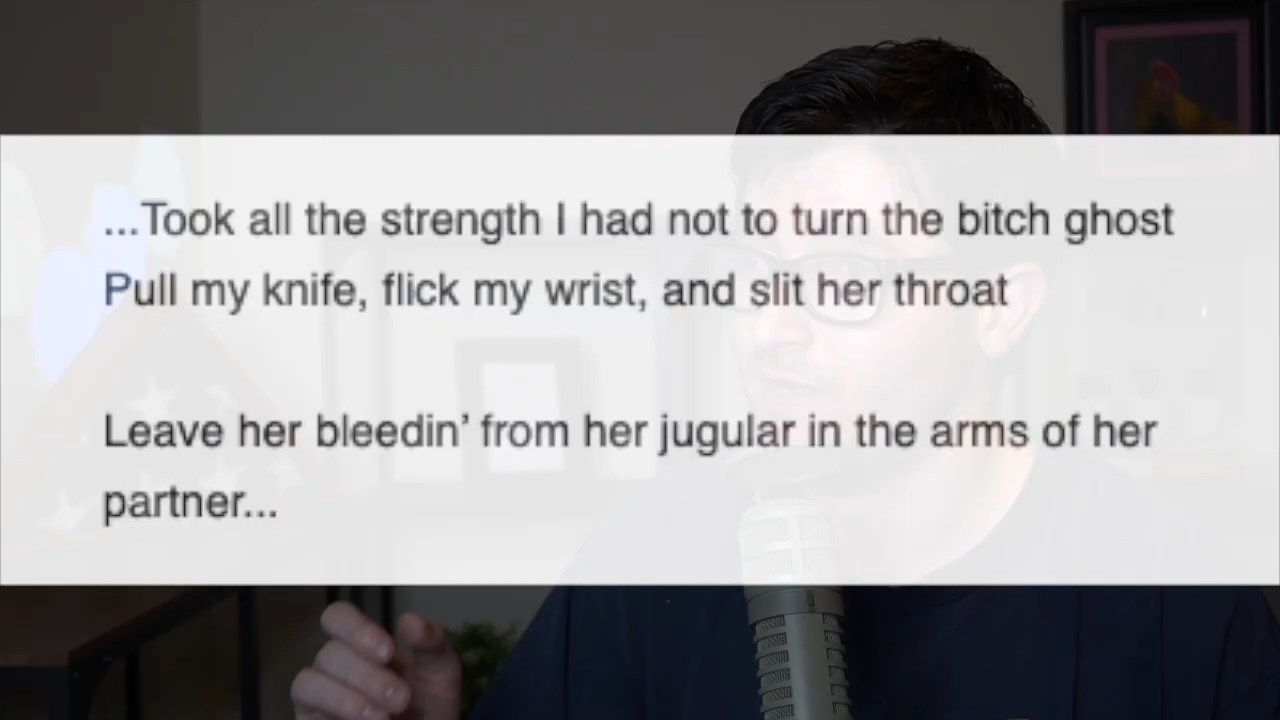 ...Took all the strength I had not to turn the bitch ghost
Pull my knife, flick my wrist, and slit her throat
Leave her bleedin’ from her jugular in the arms of her
partner...